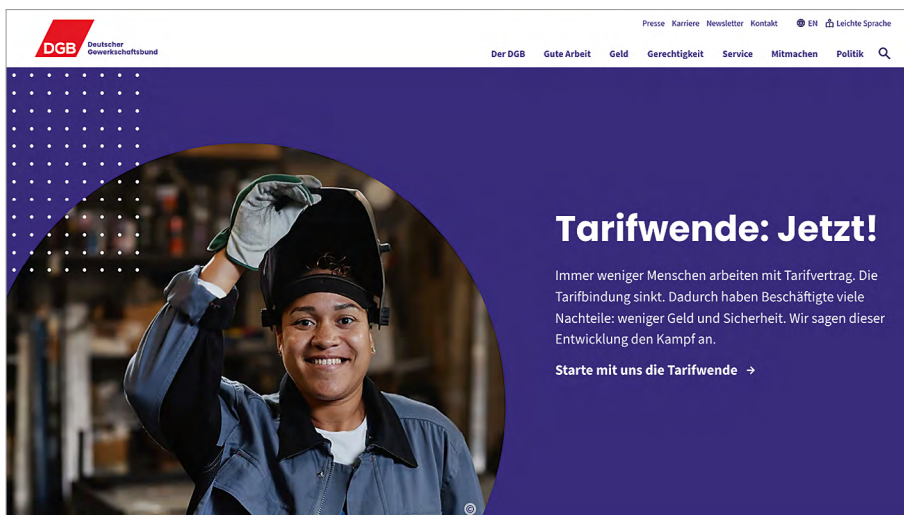 Presse Karriere Newsletter Kontakt EN Leichte Sprache
DGB Deutscher
Gewerkschaftsbund
Der DGB Gute Arbeit Geld Gerechtigkeit Service Mitmachen Politik
Tarifwende: Jetzt!
Immer weniger Menschen arbeiten mit Tarifvertrag. Die
Tarifbindung sinkt. Dadurch haben Beschäftigte viele
Nachteile: weniger Geld und Sicherheit. Wir sagen dieser
Entwicklung den Kampf an.
Starte mit uns die Tarifwende →
©